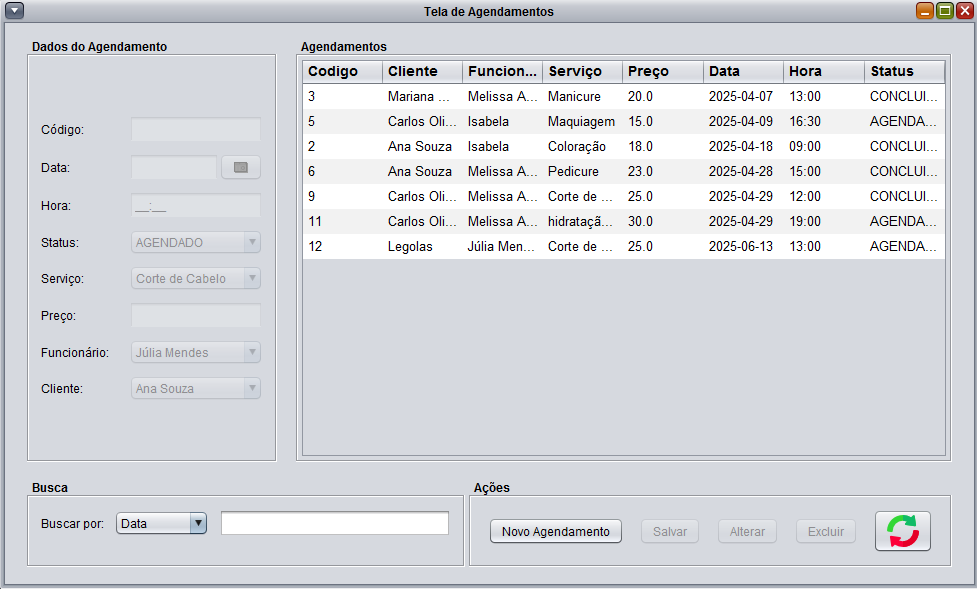 Tela de Agendamentos
Dados do Agendamento
Código:
Data:
Hora: __:__
Status: AGENDADO
Serviço: Corte de Cabelo
Preço:
Funcionário: Júlia Mendes
Cliente: Ana Souza
Agendamentos
Codigo Cliente Funcion... Serviço Preço Data Hora Status
3 Mariana ... Melissa A... Manicure 20.0 2025-04-07 13:00 CONCLUI...
5 Carlos Oli... Isabela Maquiagem 15.0 2025-04-09 16:30 AGENDA...
2 Ana Souza Isabela Coloração 18.0 2025-04-18 09:00 CONCLUI...
6 Ana Souza Melissa A... Pedicure 23.0 2025-04-28 15:00 CONCLUI...
9 Carlos Oli... Melissa A... Corte de ... 25.0 2025-04-29 12:00 CONCLUI...
11 Carlos Oli... Melissa A... hidrataçã... 30.0 2025-04-29 19:00 AGENDA...
12 Legolas Júlia Men... Corte de ... 25.0 2025-06-13 13:00 AGENDA...
Busca
Buscar por: Data
Ações
Novo Agendamento Salvar Alterar Excluir